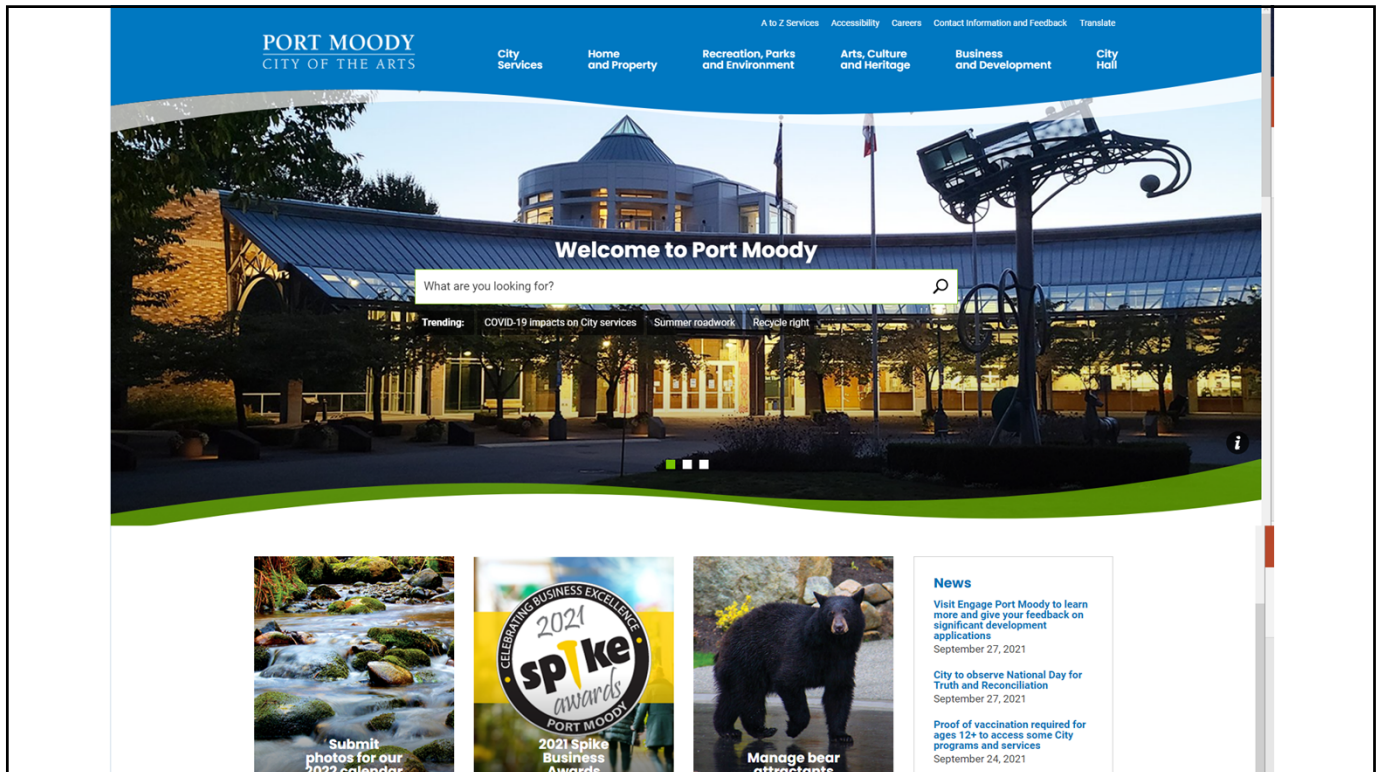 A to Z Services Accessibility Careers Contact Information and Feedback Translate
PORT MOODY
CITY OF THE ARTS
City
Services
Home
and Property
Recreation, Parks
and Environment
Arts, Culture
and Heritage
Business
and Development
City
Hall
Welcome to Port Moody
What are you looking for?
Trending: COVID-19 impacts on City services Summer roadwork Recycle right
i
Submit
photos for our
2022 calendar
CELEBRATING BUSINESS EXCELLENCE
2021
spike
awards
PORT MOODY
2021 Spike
Business
Awards
Manage bear
attractants
News
Visit Engage Port Moody to learn
more and give your feedback on
significant development
applications
September 27, 2021
City to observe National Day for
Truth and Reconciliation
September 27, 2021
Proof of vaccination required for
ages 12+ to access some City
programs and services
September 24, 2021